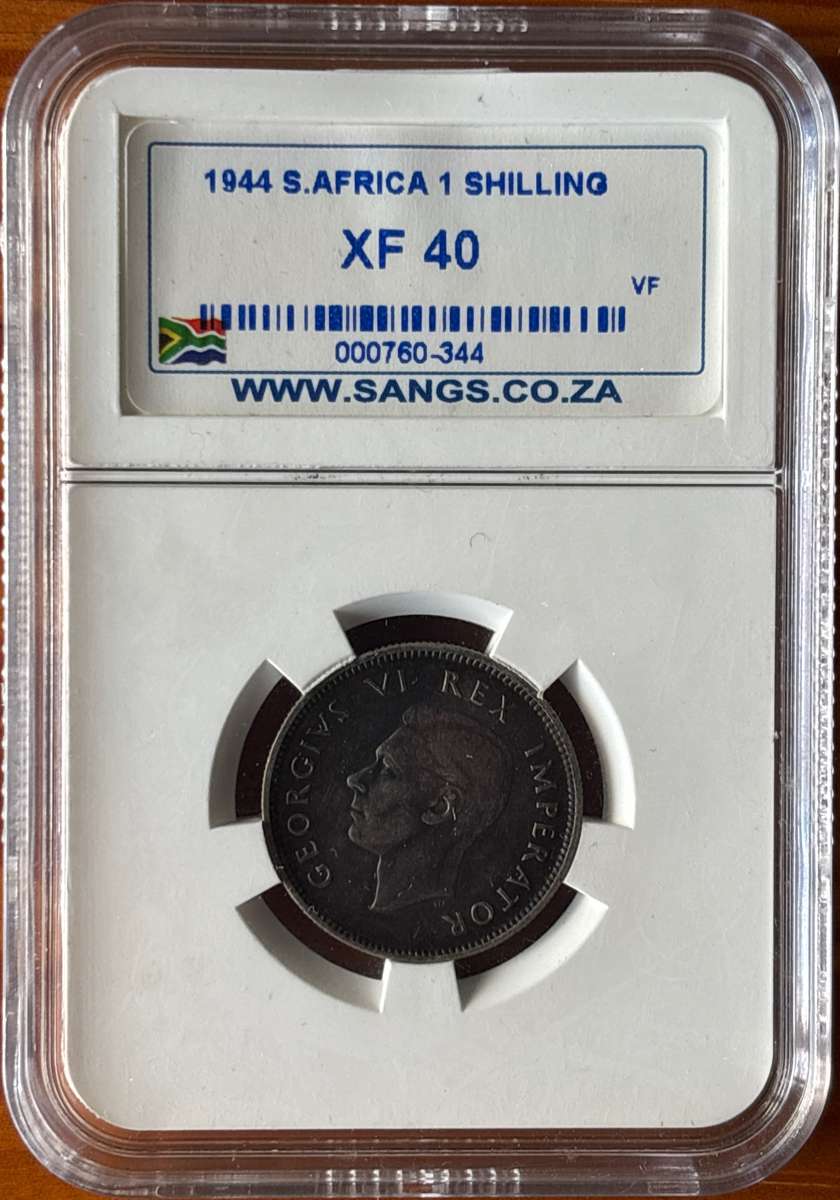 1944 S.AFRICA 1 SHILLING
XF 40
VF
000760-344
WWW.SANGS.CO.ZA
GEORGIVS VI REX IMPERATOR